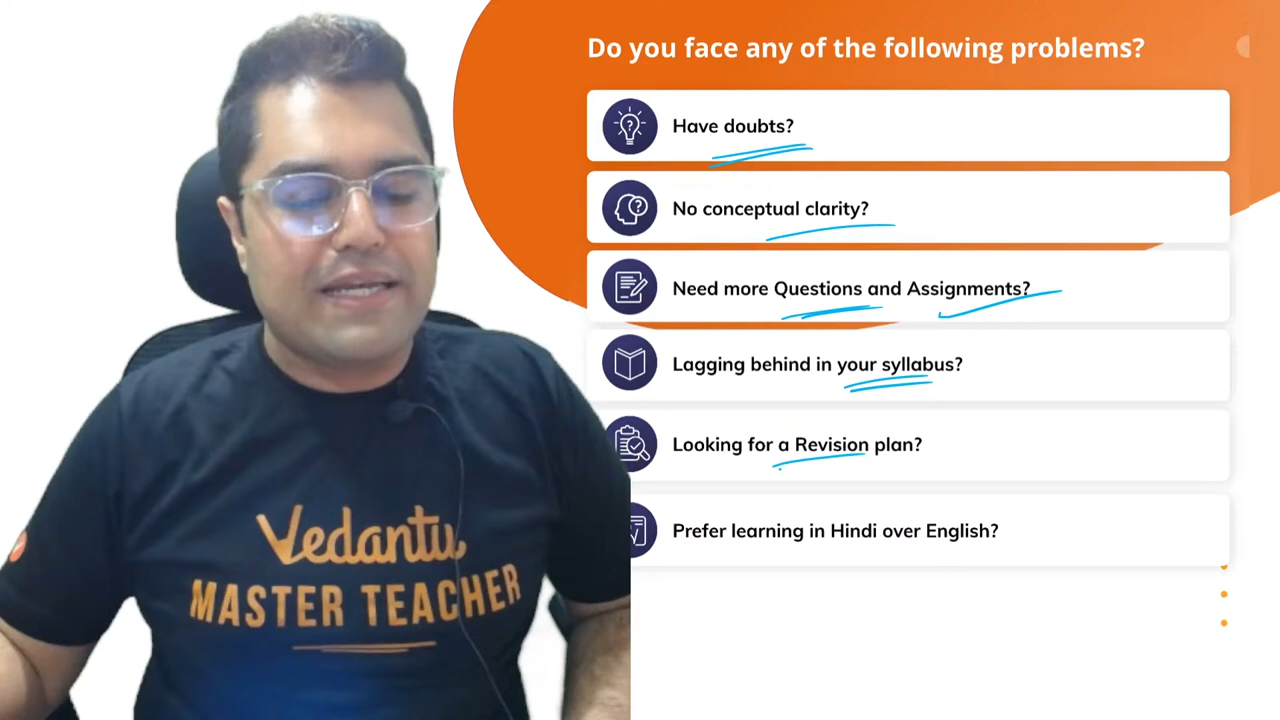 Do you face any of the following problems?
Have doubts?
No conceptual clarity?
Need more Questions and Assignments?
Lagging behind in your syllabus?
Looking for a Revision plan?
Prefer learning in Hindi over English?
Vedantu
MASTER TEACHER